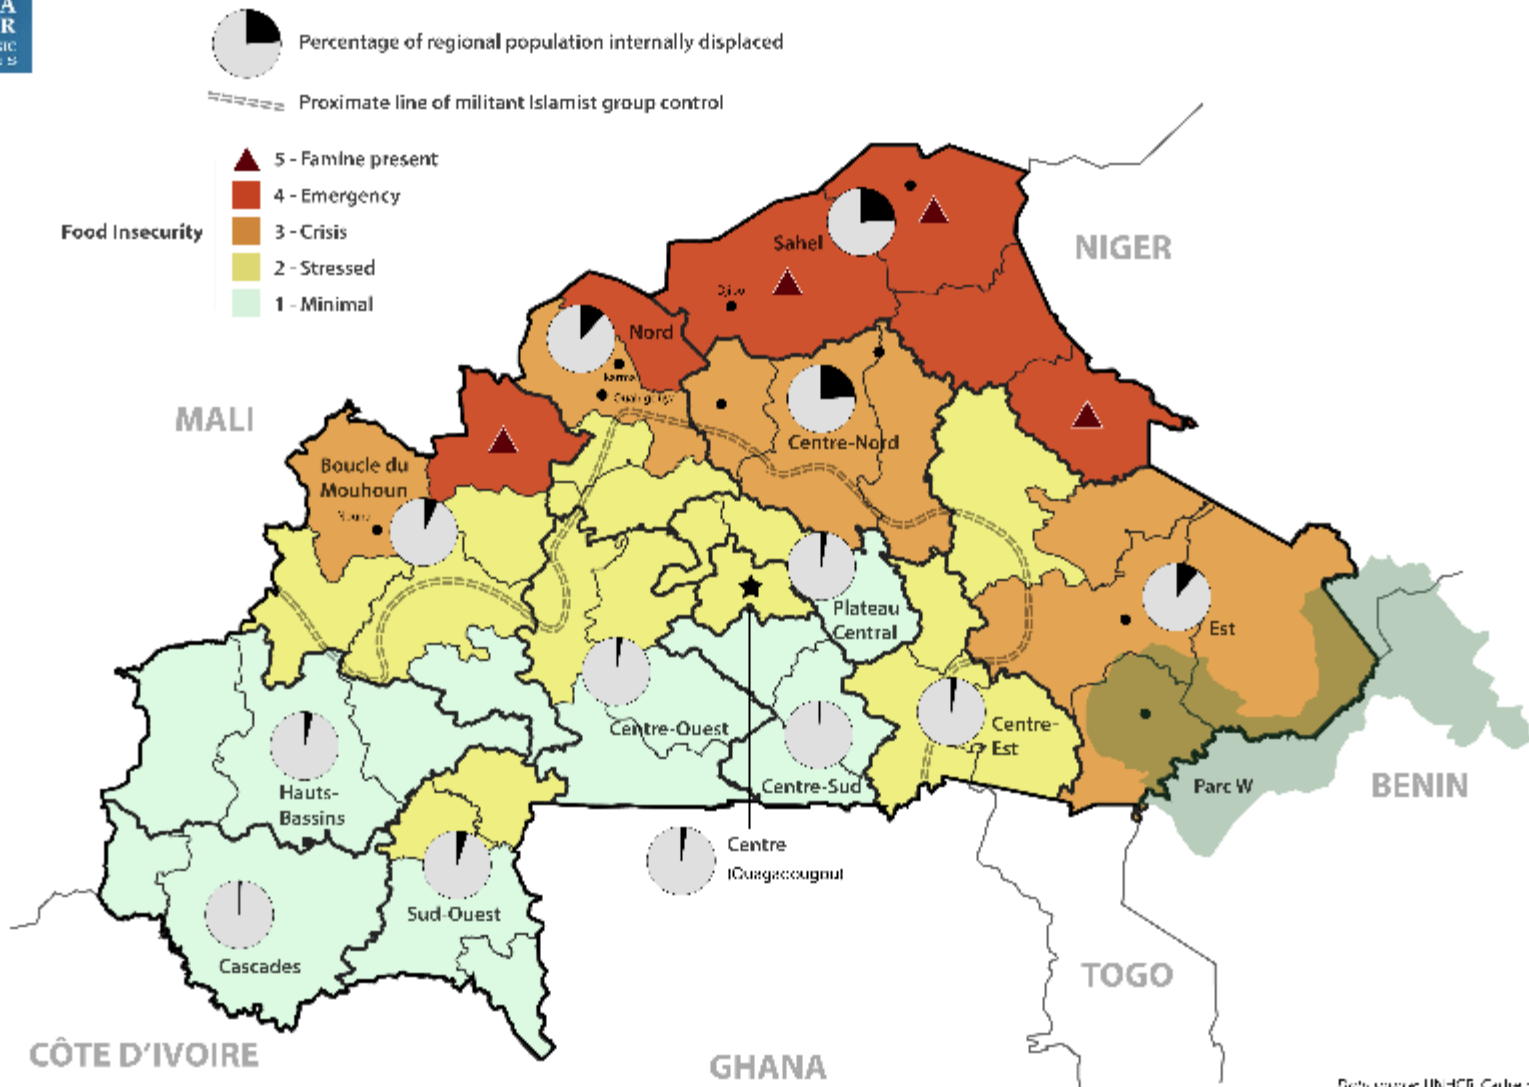 A
R
Percentage of regional population internally displaced
Proximate line of militant Islamist group control
5 - Famine present
4 - Emergency
Food Insecurity
3 - Crisis
2 - Stressed
1 - Minimal
NIGER
Sahel
Djibo
Nord
MALI
Centre-Nord
Boucle du
Mouhoun
Plateau
Central
Est
Centre-Ouest
Centre-
Est
Centre-Sud
Parc W
BENIN
Hauts-
Bassins
Centre
Sud-Ouest
Cascades
TOGO
CÔTE D'IVOIRE
GHANA